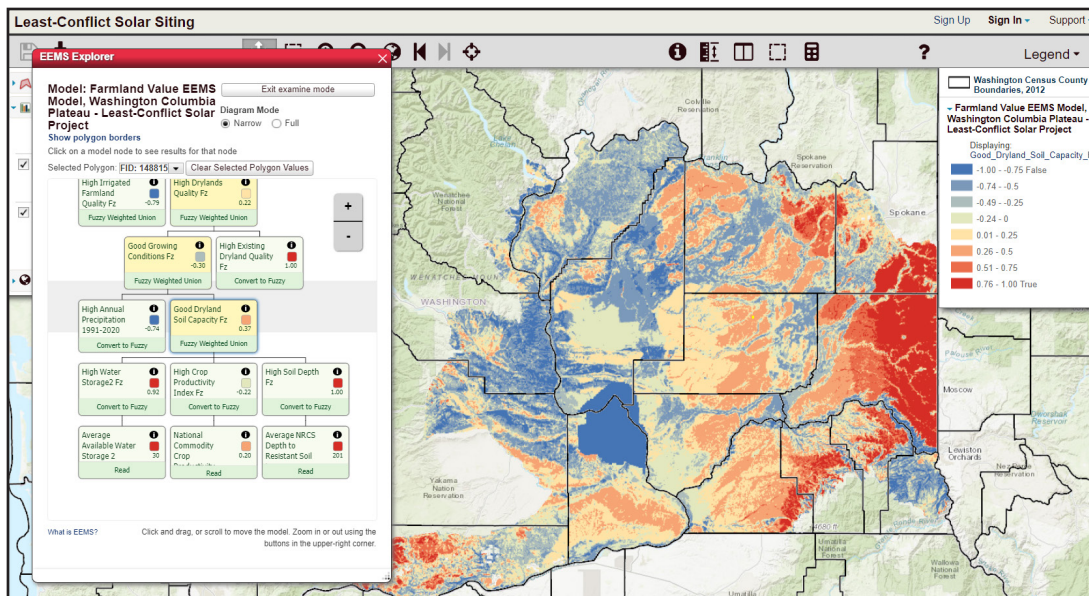 Least-Conflict Solar Siting
Sign Up
Sign In
Support
EEMS Explorer
Legend
Model: Farmland Value EEMS
Model, Washington Columbia
Plateau - Least-Conflict Solar
Project
Exit examine mode
Diagram Mode
Narrow
Full
Show polygon borders
Click on a model node to see results for that node
Selected Polygon:
FID: 148815
Clear Selected Polygon Values
High Irrigated
Farmland
Quality Fz
-0.79
Fuzzy Weighted Union
High Drylands
Quality Fz
0.22
Fuzzy Weighted Union
+
-
Good Growing
Conditions Fz
-0.30
Fuzzy Weighted Union
High Existing
Dryland Quality
Fz
1.00
Convert to Fuzzy
High Annual
Precipitation
1991-2020
-0.74
Convert to Fuzzy
Good Dryland
Soil Capacity Fz
0.37
Fuzzy Weighted Union
High Water
Storage2 Fz
0.92
Convert to Fuzzy
High Crop
Productivity
Index Fz
-0.22
Convert to Fuzzy
High Soil Depth
Fz
1.00
Convert to Fuzzy
Average
Available Water
Storage 2
30
Read
National
Commodity
Crop
0.20
Read
Average NRCS
Depth to
Resistant Soil
201
Read
What is EEMS?
Click and drag, or scroll to move the model. Zoom in or out using the
buttons in the upper-right corner.
Washington Census County
Boundaries, 2012
Farmland Value EEMS Model,
Washington Columbia Plateau -
Least-Conflict Solar Project
Displaying:
Good_Dryland_Soil_Capacity_
-1.00 - -0.75 False
-0.74 - -0.5
-0.49 - -0.25
-0.24 - 0
0.01 - 0.25
0.26 - 0.5
0.51 - 0.75
0.76 - 1.00 True
Colville
Reservation
Spokane
Reservation
Spokane
Wenatchee
National
Forest
WENATCHEE MOUNT
WASHINGTON
Yakama
Nation
Reservation
Moscow
Lewiston
Orchards
Umatilla
National
Forest
Wallowa
National
Forest
Umatilla